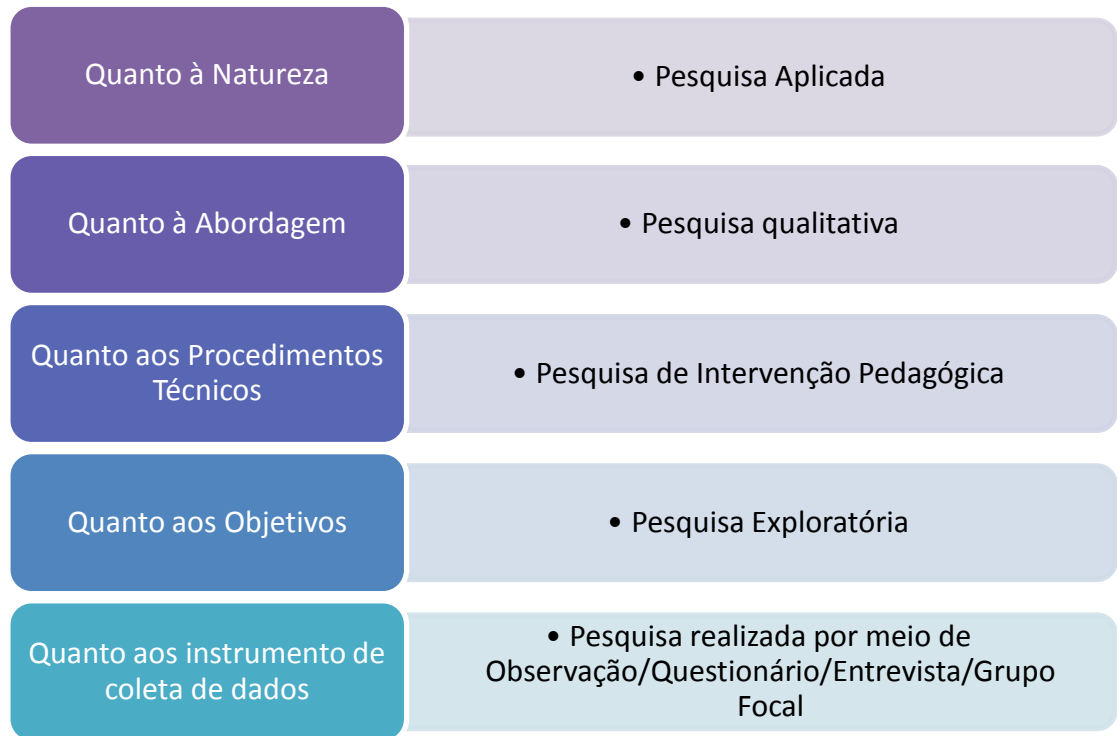 Quanto à Natureza
• Pesquisa Aplicada
Quanto à Abordagem
• Pesquisa qualitativa
Quanto aos Procedimentos
Técnicos
• Pesquisa de Intervenção Pedagógica
Quanto aos Objetivos
• Pesquisa Exploratória
Quanto aos instrumento de
coleta de dados
• Pesquisa realizada por meio de
Observação/Questionário/Entrevista/Grupo
Focal